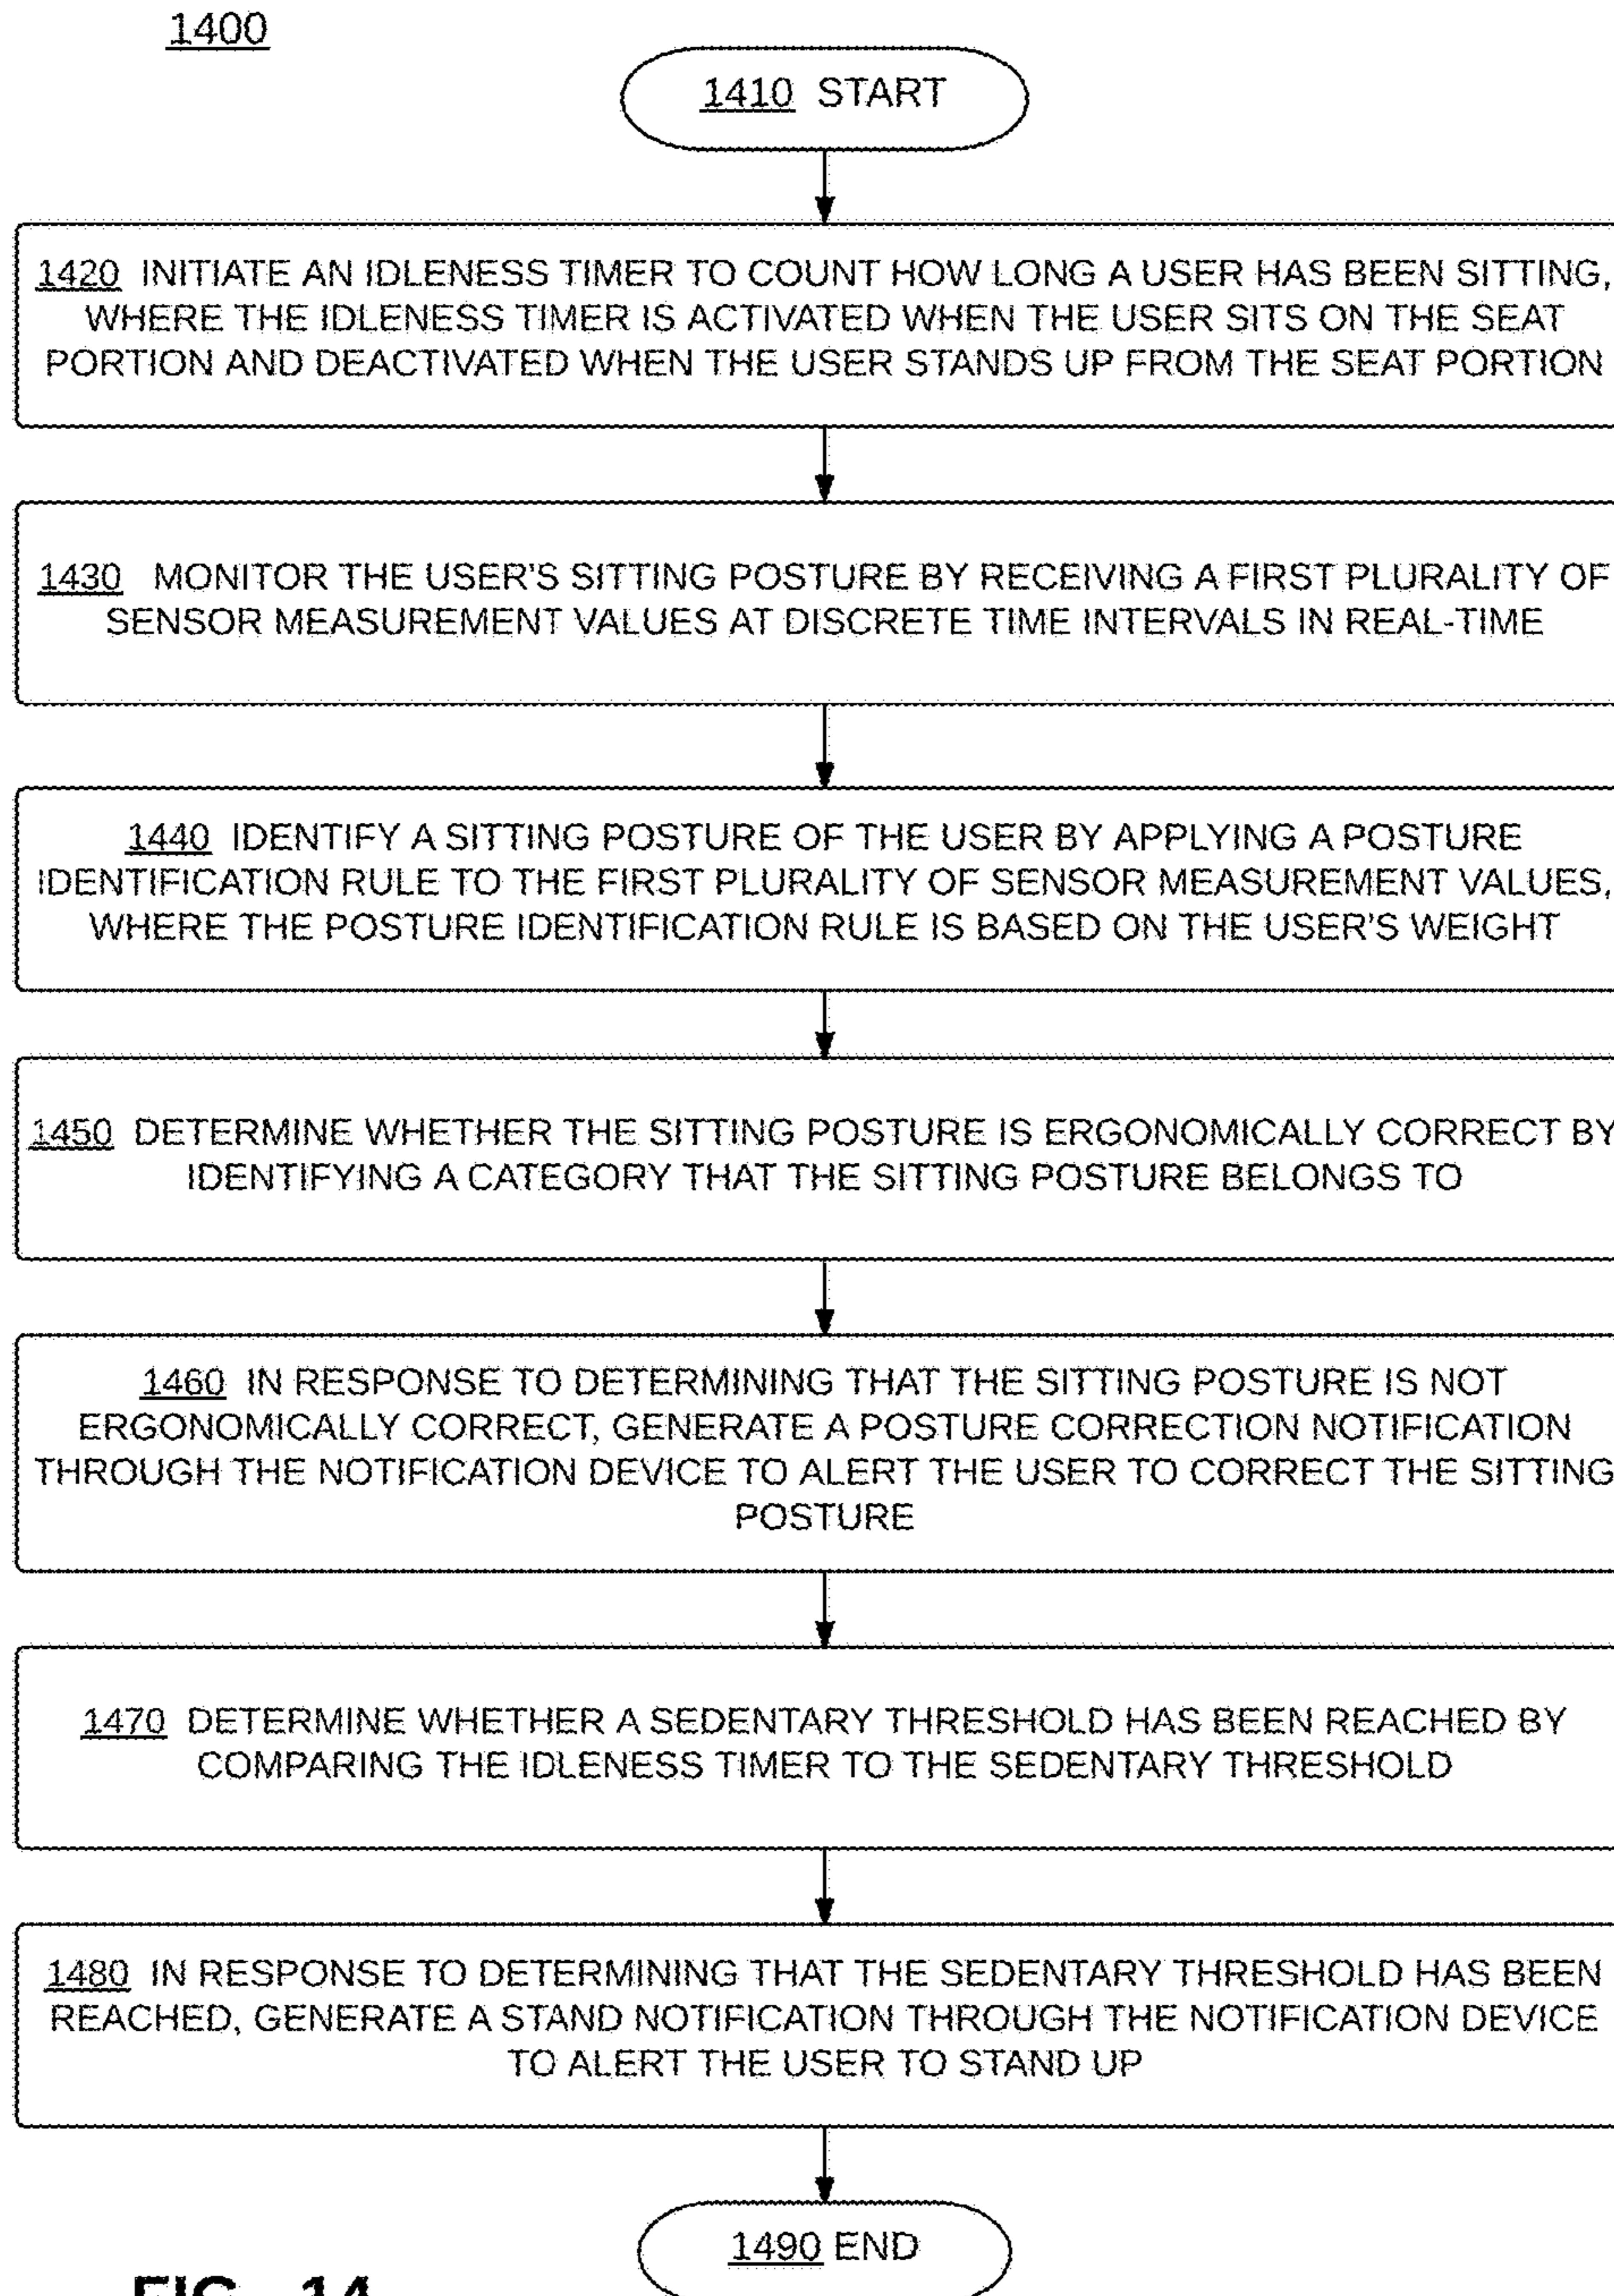 1400
1410 START
1420 INITIATE AN IDLENESS TIMER TO COUNT HOW LONG A USER HAS BEEN SITTING,
WHERE THE IDLENESS TIMER IS ACTIVATED WHEN THE USER SITS ON THE SEAT
PORTION AND DEACTIVATED WHEN THE USER STANDS UP FROM THE SEAT PORTION
1430 MONITOR THE USER'S SITTING POSTURE BY RECEIVING A FIRST PLURALITY OF
SENSOR MEASUREMENT VALUES AT DISCRETE TIME INTERVALS IN REAL-TIME
1440 IDENTIFY A SITTING POSTURE OF THE USER BY APPLYING A POSTURE
IDENTIFICATION RULE TO THE FIRST PLURALITY OF SENSOR MEASUREMENT VALUES,
WHERE THE POSTURE IDENTIFICATION RULE IS BASED ON THE USER'S WEIGHT
1450 DETERMINE WHETHER THE SITTING POSTURE IS ERGONOMICALLY CORRECT BY
IDENTIFYING A CATEGORY THAT THE SITTING POSTURE BELONGS TO
1460 IN RESPONSE TO DETERMINING THAT THE SITTING POSTURE IS NOT
ERGONOMICALLY CORRECT, GENERATE A POSTURE CORRECTION NOTIFICATION
THROUGH THE NOTIFICATION DEVICE TO ALERT THE USER TO CORRECT THE SITTING
POSTURE
1470 DETERMINE WHETHER A SEDENTARY THRESHOLD HAS BEEN REACHED BY
COMPARING THE IDLENESS TIMER TO THE SEDENTARY THRESHOLD
1480 IN RESPONSE TO DETERMINING THAT THE SEDENTARY THRESHOLD HAS BEEN
REACHED, GENERATE A STAND NOTIFICATION THROUGH THE NOTIFICATION DEVICE
TO ALERT THE USER TO STAND UP
1490 END
FIG. 14